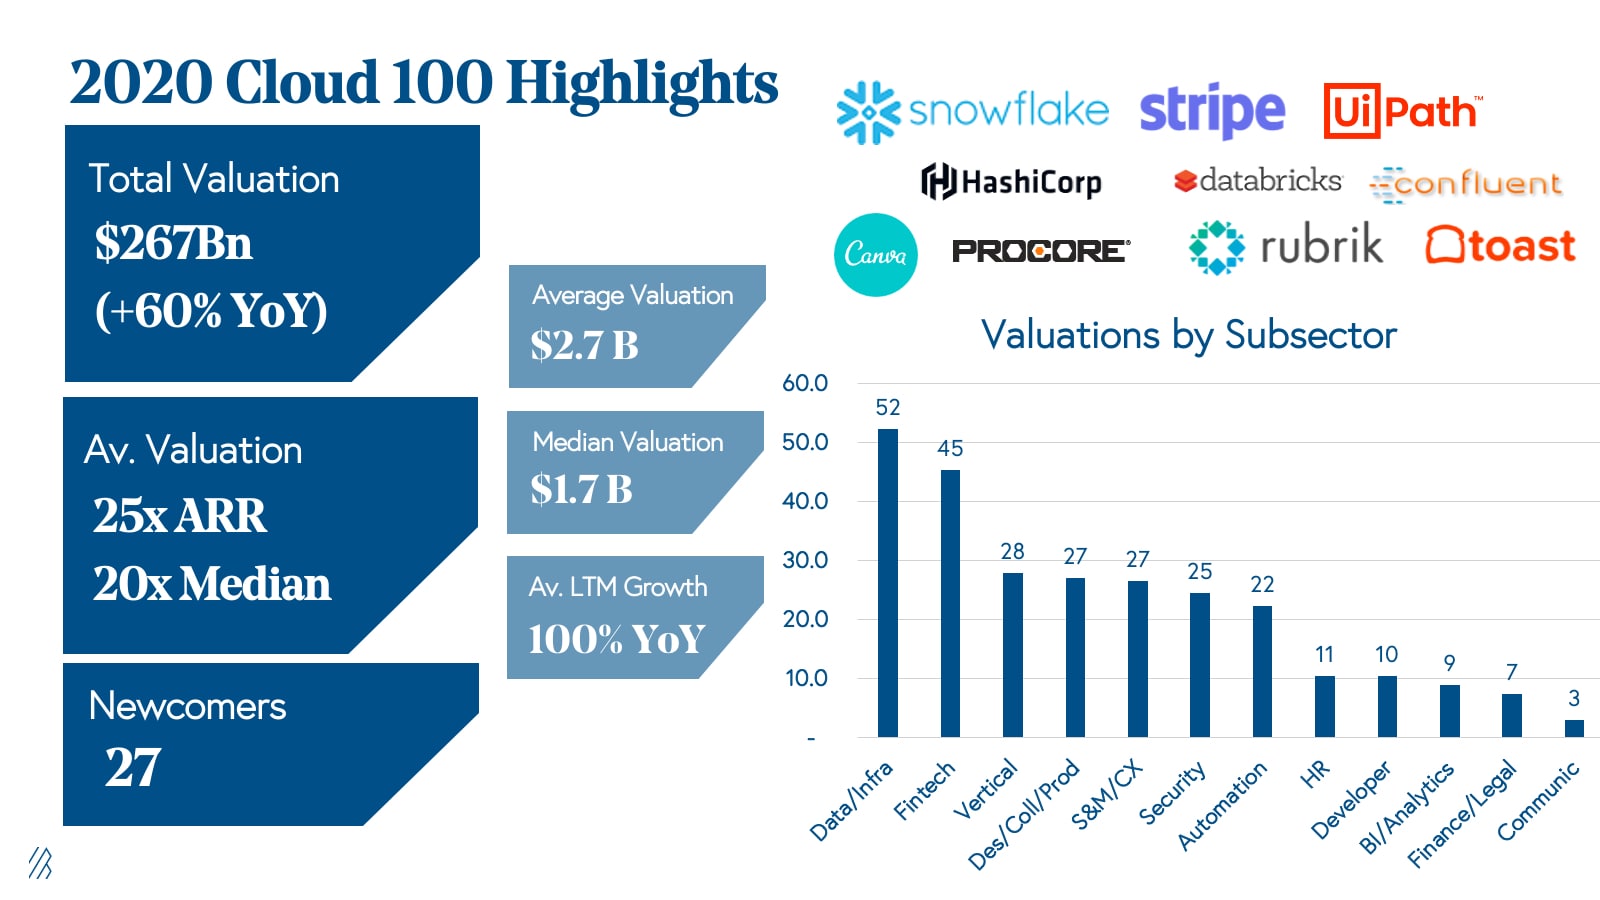 2020 Cloud 100 Highlights
Total Valuation
$267Bn
(+60% YoY)
Av. Valuation
25x ARR
20x Median
Newcomers
27
Average Valuation
$2.7 B
Median Valuation
$1.7 B
Av. LTM Growth
100% YoY
snowflake
stripe
UiPath™
HashiCorp
databricks
confluent
Canva
PROCORE®
rubrik
toast
Valuations by Subsector
60.0
50.0
40.0
30.0
20.0
10.0
-
52
45
28
27
27
25
22
11
10
9
7
3
Data/Infra
Fintech
Vertical
Des/Coll/Prod
S&M/CX
Security
Automation
HR
Developer
BI/Analytics
Finance/Legal
Communic